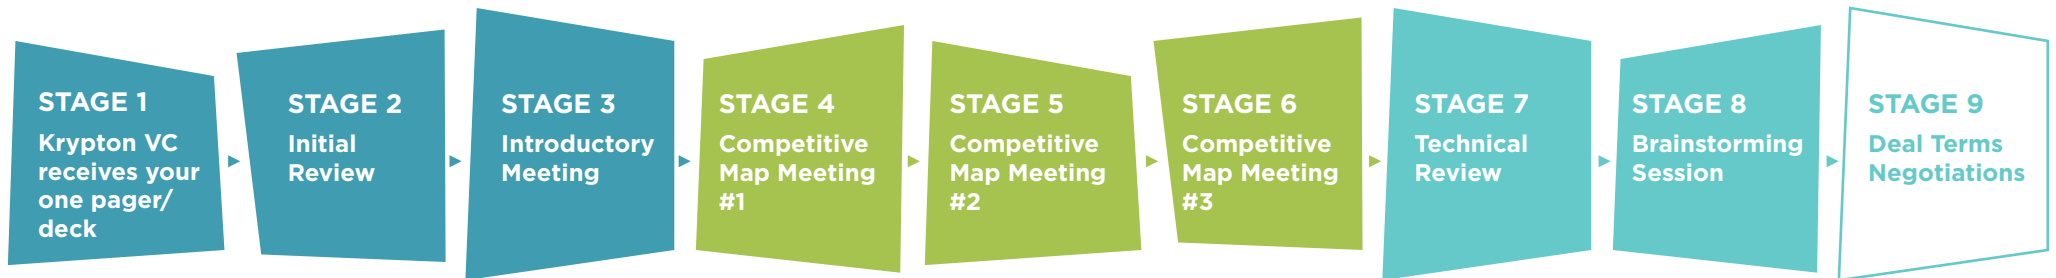 STAGE 1
Krypton VC
receives your
one pager/
deck
STAGE 2
Initial
Review
STAGE 3
Introductory
Meeting
STAGE 4
Competitive
Map Meeting
#1
STAGE 5
Competitive
Map Meeting
#2
STAGE 6
Competitive
Map Meeting
#3
STAGE 7
Technical
Review
STAGE 8
Brainstorming
Session
STAGE 9
Deal Terms
Negotiations